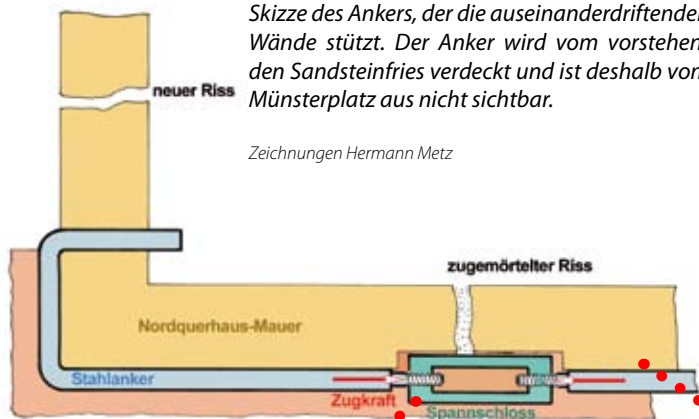 Skizze des Ankers, der die auseinanderdriftenden
Wände stützt. Der Anker wird vom vorstehen-
den Sandsteinfries verdeckt und ist deshalb vom
Münsterplatz aus nicht sichtbar.
Zeichnungen Hermann Metz
neuer Riss
zugemörtelter Riss
Nordquerhaus-Mauer
Stahlanker
Zugkraft
Spannschloss